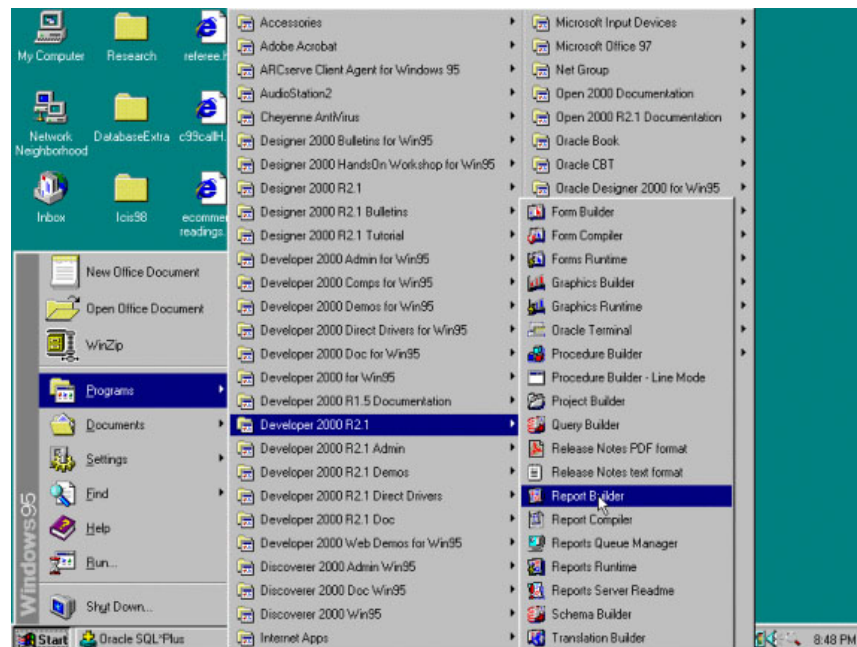 My Computer
Research
referee.h
Network Neighborhood
DatabaseExtra
c99callH.
Inbox
Icis98
ecomme
readings.
New Office Document
Open Office Document
WinZip
Programs
Documents
Settings
Find
Help
Run...
Shut Down...
Windows95
Accessories
Adobe Acrobat
ARCserve Client Agent for Windows 95
AudioStation2
Cheyenne AntiVirus
Designer 2000 Bulletins for Win95
Designer 2000 HandsOn Workshop for Win95
Designer 2000 R2.1
Designer 2000 R2.1 Bulletins
Designer 2000 R2.1 Tutorial
Developer 2000 Admin for Win95
Developer 2000 Comps for Win95
Developer 2000 Demos for Win95
Developer 2000 Direct Drivers for Win95
Developer 2000 Doc for Win95
Developer 2000 for Win95
Developer 2000 R1.5 Documentation
Developer 2000 R2.1
Developer 2000 R2.1 Admin
Developer 2000 R2.1 Demos
Developer 2000 R2.1 Direct Drivers
Developer 2000 R2.1 Doc
Developer 2000 Web Demos for Win95
Discoverer 2000 Admin Win95
Discoverer 2000 Doc Win95
Discoverer 2000 Win95
Internet Apps
Microsoft Input Devices
Microsoft Office 97
Net Group
Open 2000 Documentation
Open 2000 R2.1 Documentation
Oracle Book
Oracle CBT
Oracle Designer 2000 for Win95
Form Builder
Form Compiler
Forms Runtime
Graphics Builder
Graphics Runtime
Oracle Terminal
Procedure Builder
Procedure Builder - Line Mode
Project Builder
Query Builder
Release Notes PDF format
Release Notes text format
Report Builder
Report Compiler
Reports Queue Manager
Reports Runtime
Reports Server Readme
Schema Builder
Translation Builder
Start
Oracle SQL*Plus
8:48 PM